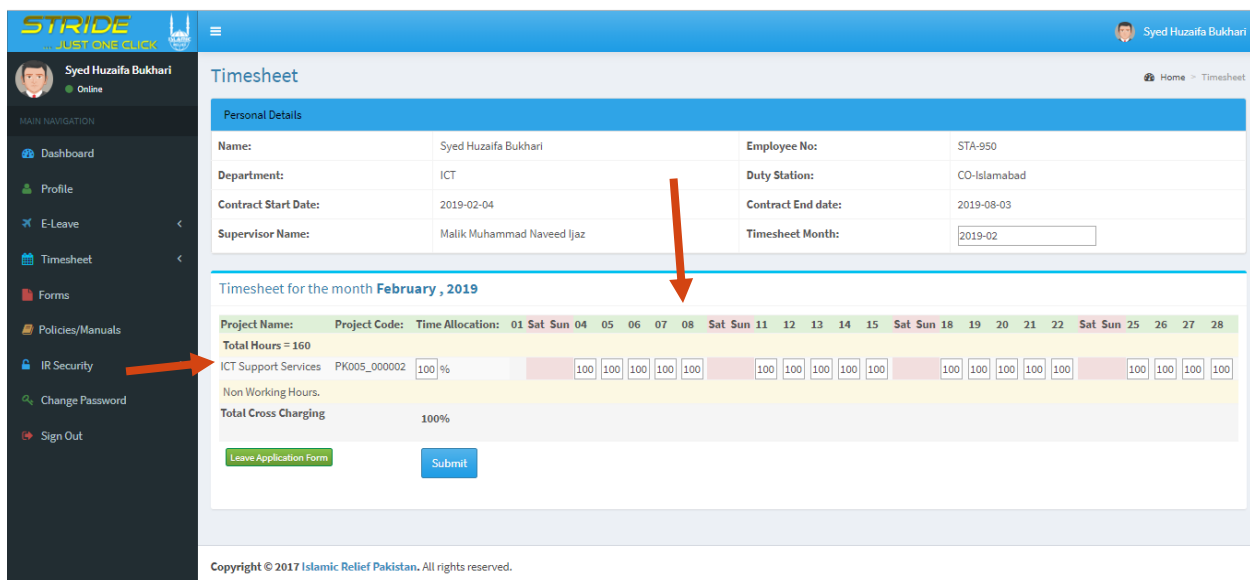 STRIDE
... JUST ONE CLICK
Syed Huzaifa Bukhari
Syed Huzaifa Bukhari
Online
Timesheet
Home > Timesheet
MAIN NAVIGATION
Dashboard
Profile
E-Leave
Timesheet
Forms
Policies/Manuals
IR Security
Change Password
Sign Out
Personal Details
Name: Syed Huzaifa Bukhari Employee No: STA-950
Department: ICT Duty Station: CO-Islamabad
Contract Start Date: 2019-02-04 Contract End date: 2019-08-03
Supervisor Name: Malik Muhammad Naveed Ijaz Timesheet Month: 2019-02
Timesheet for the month February , 2019
Project Name: Project Code: Time Allocation: 01 Sat Sun 04 05 06 07 08 Sat Sun 11 12 13 14 15 Sat Sun 18 19 20 21 22 Sat Sun 25 26 27 28
Total Hours = 160
ICT Support Services PK005_000002 100 % 100 100 100 100 100 100 100 100 100 100 100 100 100 100 100 100 100 100 100
Non Working Hours.
Total Cross Charging 100%
Leave Application Form Submit
Copyright © 2017 Islamic Relief Pakistan. All rights reserved.